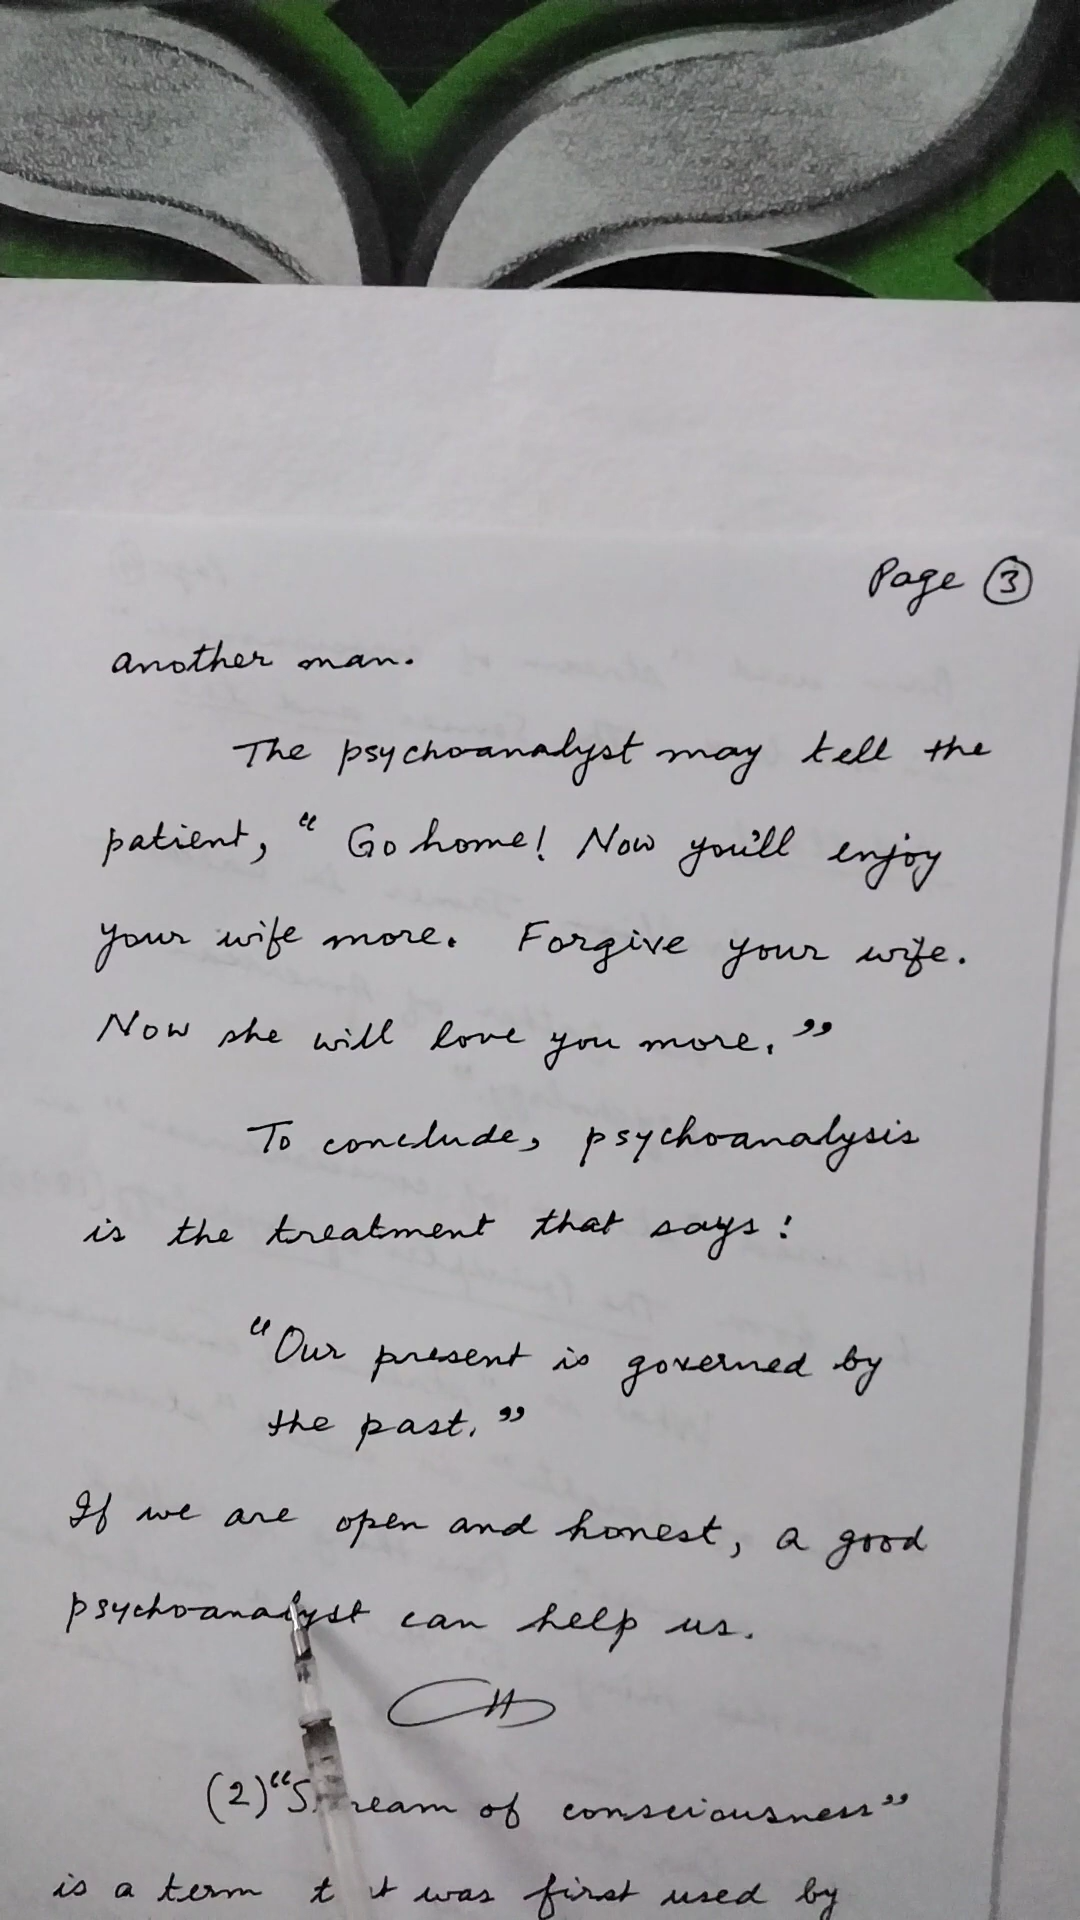 Page 3
another man.
The psychoanalyst may tell the
patient, “ Go home! Now you'll enjoy
your wife more. Forgive your wife.
Now she will love you more.”
To conclude, psychoanalysis
is the treatment that says:
“Our present is governed by
the past.”
If we are open and honest, a good
psychoanalyst can help us.
(2) “Stream of consciousness”
is a term that was first used by